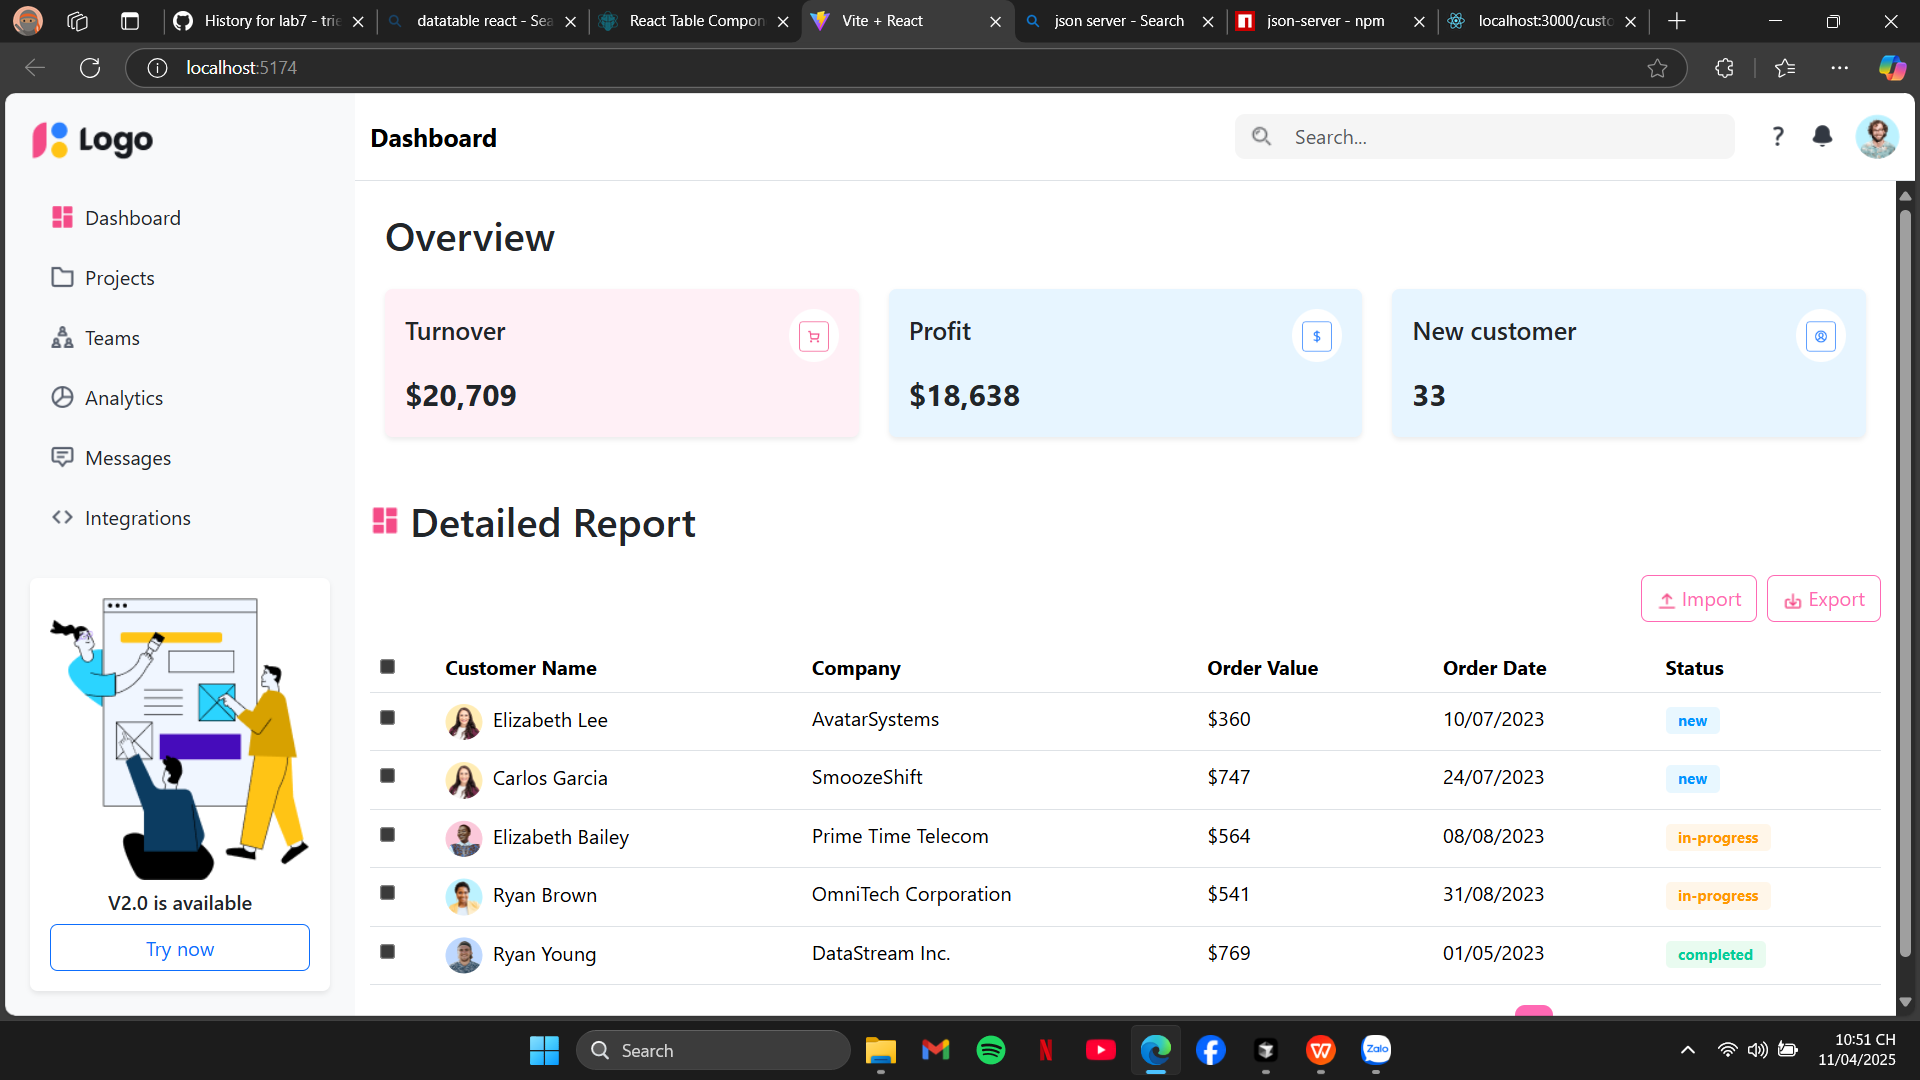 History for lab7 - trie
datatable react - Sea
React Table Compon
Vite + React
json server - Search
json-server - npm
localhost:3000/custo
localhost:5174
Logo
Dashboard
Search...
?
Dashboard
Projects
Teams
Analytics
Messages
Integrations
V2.0 is available
Try now
Overview
Turnover
$20,709
Profit
$
$18,638
New customer
33
Detailed Report
Import
Export
Customer Name Company Order Value Order Date Status
Elizabeth Lee AvatarSystems $360 10/07/2023 new
Carlos Garcia SmoozeShift $747 24/07/2023 new
Elizabeth Bailey Prime Time Telecom $564 08/08/2023 in-progress
Ryan Brown OmniTech Corporation $541 31/08/2023 in-progress
Ryan Young DataStream Inc. $769 01/05/2023 completed
Search
Zalo
10:51 CH
11/04/2025